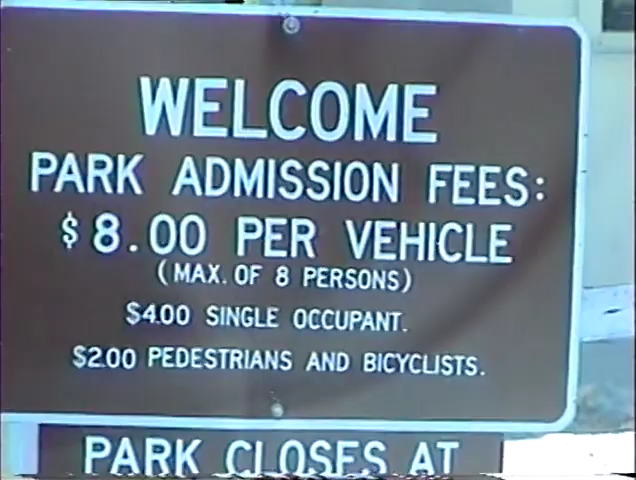 WELCOME
PARK ADMISSION FEES:
$8.00 PER VEHICLE
(MAX. OF 8 PERSONS)
$4.00 SINGLE OCCUPANT.
$2.00 PEDESTRIANS AND BICYCLISTS.
PARK CLOSES AT